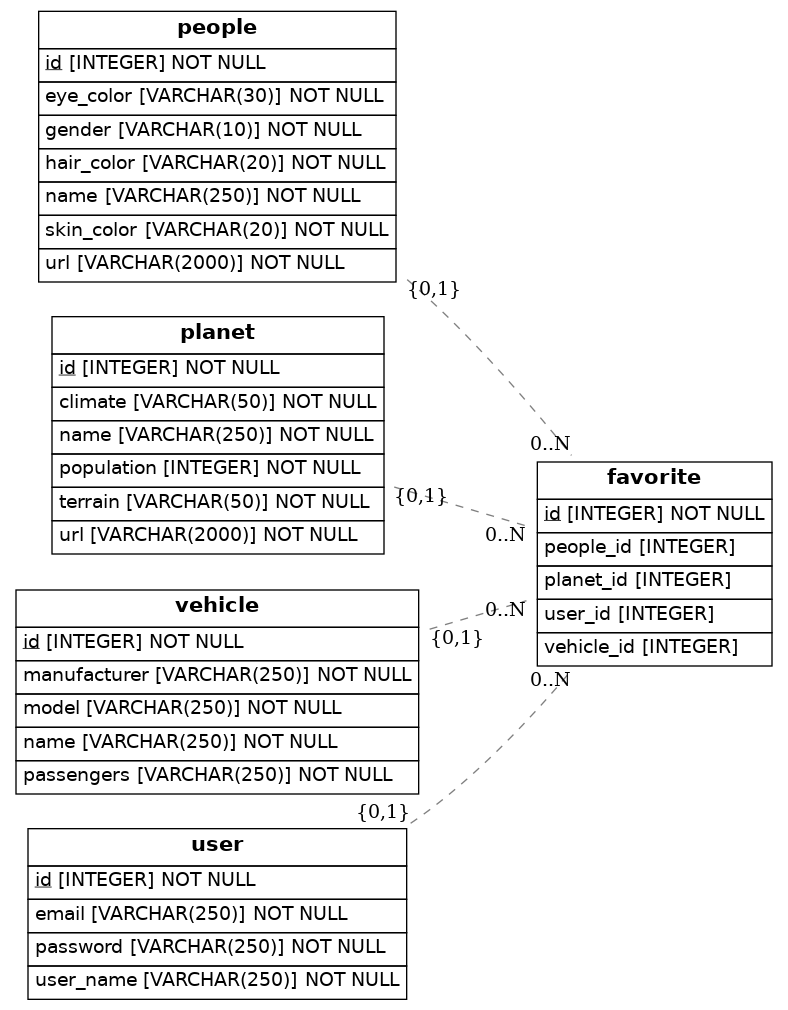 people
id [INTEGER] NOT NULL
eye_color [VARCHAR(30)] NOT NULL
gender [VARCHAR(10)] NOT NULL
hair_color [VARCHAR(20)] NOT NULL
name [VARCHAR(250)] NOT NULL
skin_color [VARCHAR(20)] NOT NULL
url [VARCHAR(2000)] NOT NULL
{0,1}
0..N
planet
id [INTEGER] NOT NULL
climate [VARCHAR(50)] NOT NULL
name [VARCHAR(250)] NOT NULL
population [INTEGER] NOT NULL
terrain [VARCHAR(50)] NOT NULL
url [VARCHAR(2000)] NOT NULL
{0,1}
0..N
favorite
id [INTEGER] NOT NULL
people_id [INTEGER]
planet_id [INTEGER]
user_id [INTEGER]
vehicle_id [INTEGER]
vehicle
id [INTEGER] NOT NULL
manufacturer [VARCHAR(250)] NOT NULL
model [VARCHAR(250)] NOT NULL
name [VARCHAR(250)] NOT NULL
passengers [VARCHAR(250)] NOT NULL
{0,1}
0..N
user
id [INTEGER] NOT NULL
email [VARCHAR(250)] NOT NULL
password [VARCHAR(250)] NOT NULL
user_name [VARCHAR(250)] NOT NULL
{0,1}
0..N